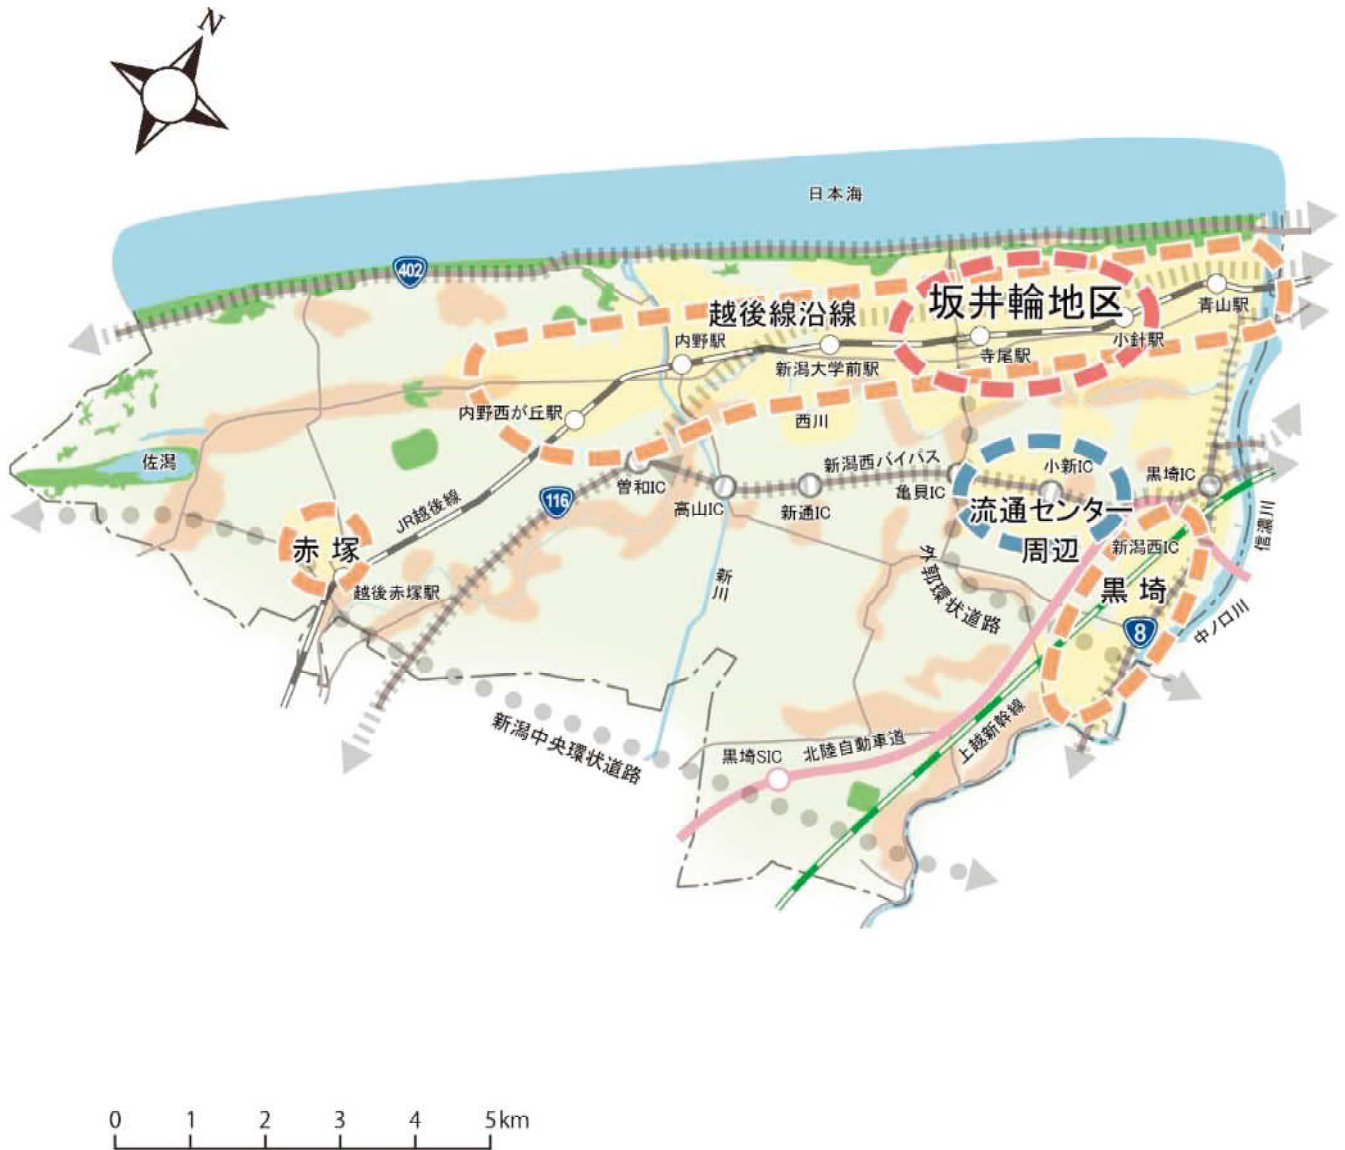 N
日本海
402
越後線沿線
坂井輪地区
青山駅
小針駅
寺尾駅
内野駅
新潟大学前駅
内野西が丘駅
西川
佐潟
新潟西バイパス
小新IC
黒埼IC
亀貝IC
曽和IC
高山IC
新通IC
116
JR越後線
流通センター
周辺
新潟西IC
信濃川
赤塚
越後赤塚駅
新川
外郭環状道路
黒埼
8
中ノ口川
新潟中央環状道路
黒埼SIC
北陸自動車道
上越新幹線
0 1 2 3 4 5km